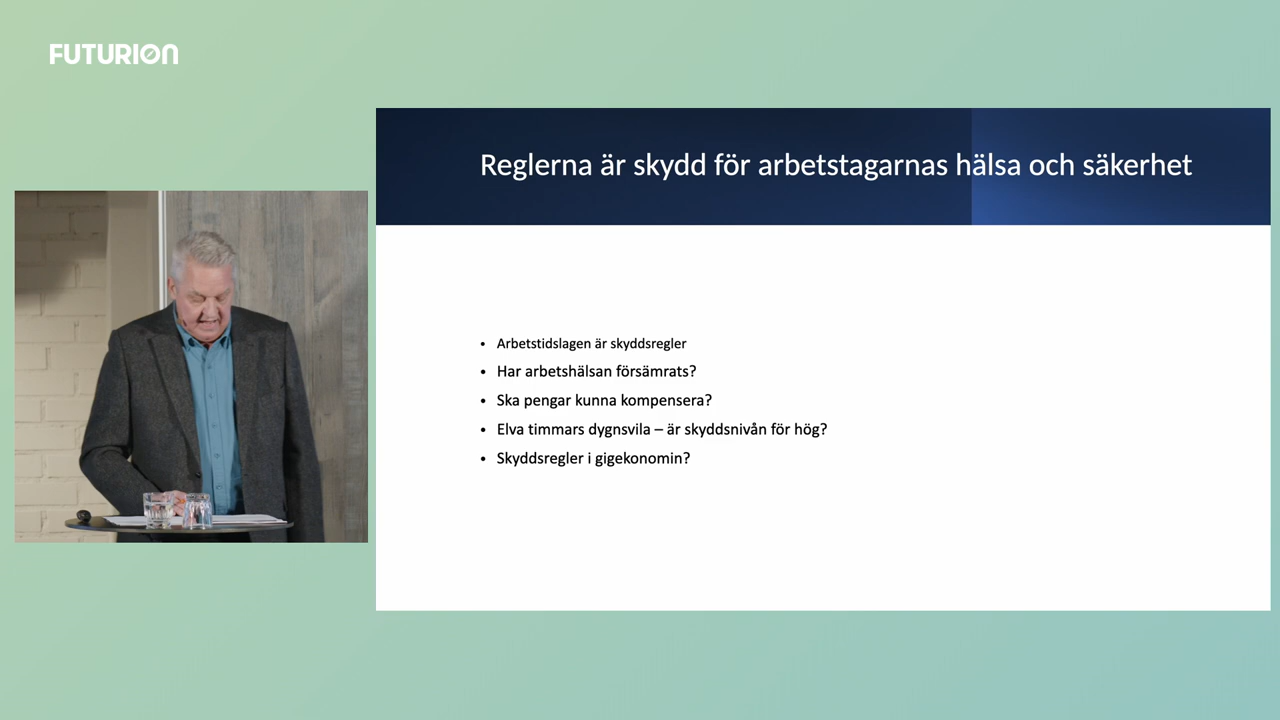 FUTURION
Reglerna är skydd för arbetstagarnas hälsa och säkerhet
• Arbetstidslagen är skyddsregler
• Har arbetshälsan försämrats?
• Ska pengar kunna kompensera?
• Elva timmars dygnsvila – är skyddsnivån för hög?
• Skyddsregler i gigekonomin?